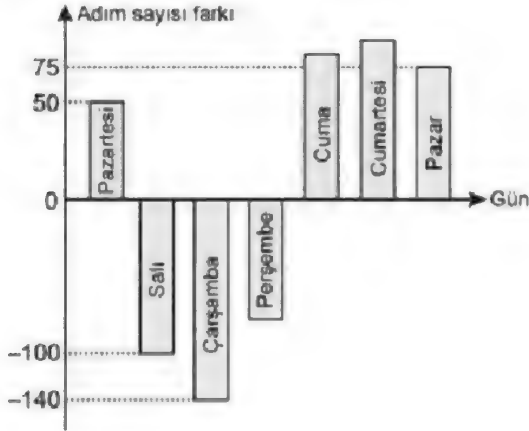 Adım sayısı farkı
75
50
0
-100
-140
Pazartesi
Salı
Çarşamba
Perşembe
Cuma
Cumartesi
Pazar
Gün